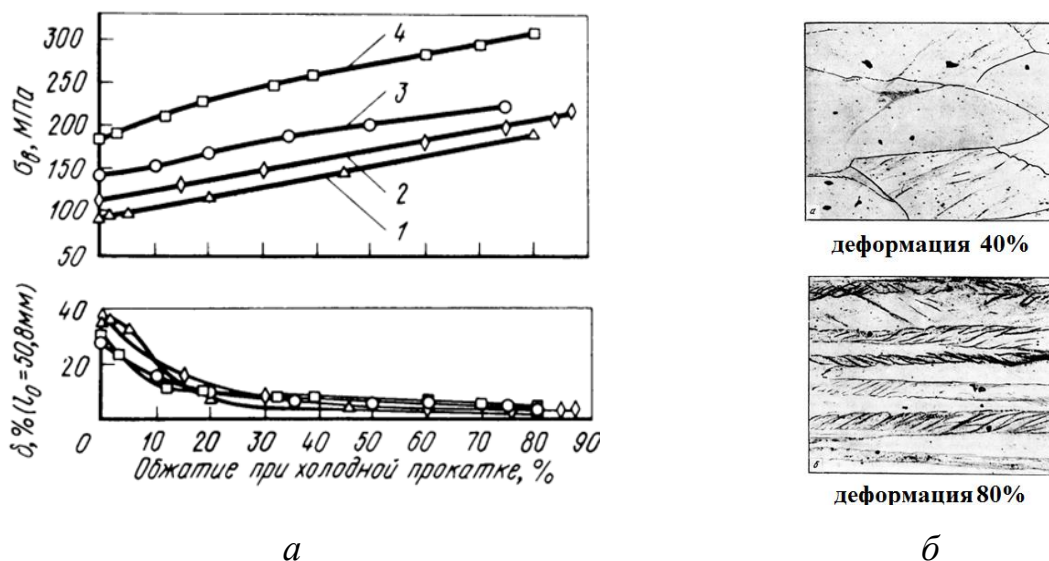 σв, МПа
300
250
200
150
100
50
4
3
2
1
δ, % (l₀ = 50,8мм)
40
20
0 10 20 30 40 50 60 70 80 90
Обжатие при холодной прокатке, %
а
а
деформация 40%
б
деформация 80%
б